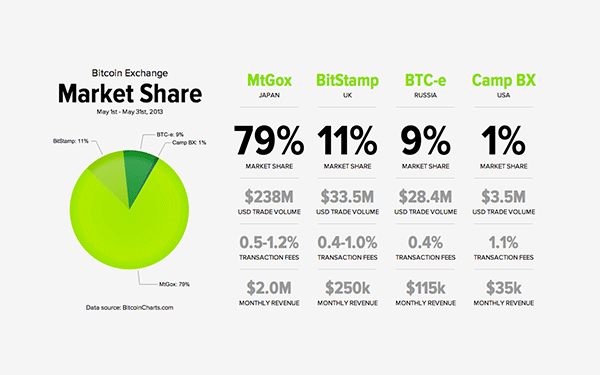 Bitcoin Exchange
Market Share
May 1st - May 31st, 2013
BTC-e: 9%
BitStamp: 11%
Camp BX: 1%
MtGox: 79%
Data source: BitcoinCharts.com
MtGox BitStamp BTC-e Camp BX
JAPAN UK RUSSIA USA
79% 11% 9% 1%
MARKET SHARE MARKET SHARE MARKET SHARE MARKET SHARE
$238M $33.5M $28.4M $3.5M
USD TRADE VOLUME USD TRADE VOLUME USD TRADE VOLUME USD TRADE VOLUME
0.5-1.2% 0.4-1.0% 0.4% 1.1%
TRANSACTION FEES TRANSACTION FEES TRANSACTION FEES TRANSACTION FEES
$2.0M $250k $115k $35k
MONTHLY REVENUE MONTHLY REVENUE MONTHLY REVENUE MONTHLY REVENUE